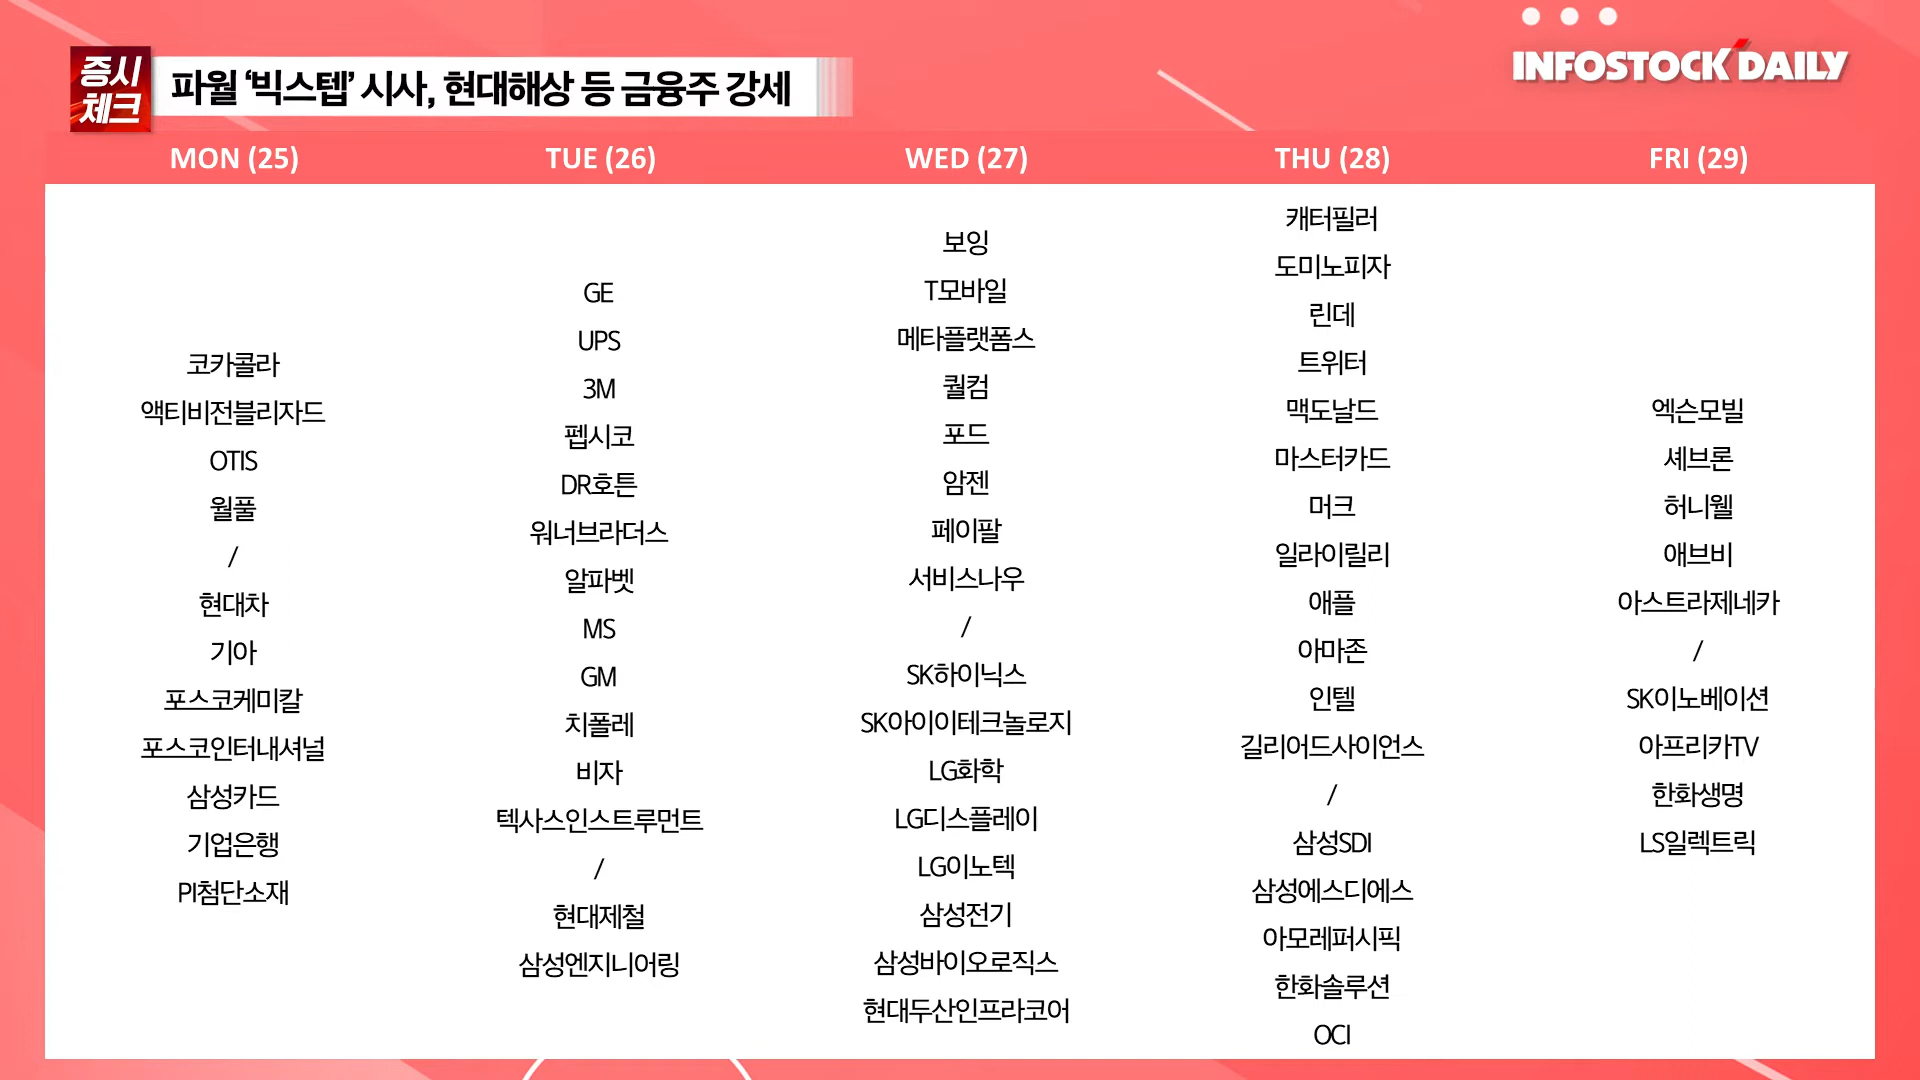 증시
체크
파월 ‘빅스텝’ 시사, 현대해상 등 금융주 강세
INFOSTOCK DAILY
MON (25)
코카콜라
액티비전블리자드
OTIS
월풀
/
현대차
기아
포스코케미칼
포스코인터내셔널
삼성카드
기업은행
PI첨단소재
TUE (26)
GE
UPS
3M
펩시코
DR호튼
워너브라더스
알파벳
MS
GM
치폴레
비자
텍사스인스트루먼트
/
현대제철
삼성엔지니어링
WED (27)
보잉
T모바일
메타플랫폼스
퀄컴
포드
암젠
페이팔
서비스나우
/
SK하이닉스
SK아이이테크놀로지
LG화학
LG디스플레이
LG이노텍
삼성전기
삼성바이오로직스
현대두산인프라코어
THU (28)
캐터필러
도미노피자
린데
트위터
맥도날드
마스터카드
머크
일라이릴리
애플
아마존
인텔
길리어드사이언스
/
삼성SDI
삼성에스디에스
아모레퍼시픽
한화솔루션
OCI
FRI (29)
엑슨모빌
셰브론
허니웰
애브비
아스트라제네카
/
SK이노베이션
아프리카TV
한화생명
LS일렉트릭